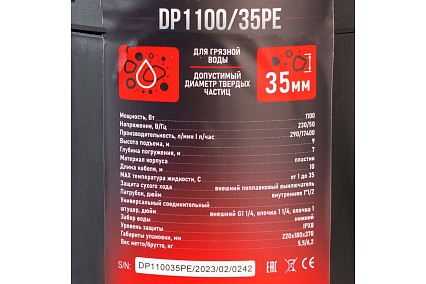 DP1100/35PE
ДЛЯ ГРЯЗНОЙ
ВОДЫ
ДОПУСТИМЫЙ
ДИАМЕТР ТВЕРДЫХ
ЧАСТИЦ
35мм
Мощность, Вт 1100
Напряжение, В/Гц 230/50
Производительность, л/мин | л/час 290/17400
Высота подъема, м 9
Глубина погружения, м 7
Материал корпуса пластик
Длина кабеля, м 10
MAX температура жидкости, С от 1 до 35
Защита сухого хода внешний поплавковый выключатель
Патрубок, дюйм внутренняя 1"1/2
Универсальный соединительный
штуцер, дюйм внешний G1 1/4, елочка 1 1/4, елочка 1
Забор воды нижний
Уровень защиты IPX8
Габариты упаковки, мм 220х180х370
Вес, нетто/брутто, кг 5,5/6,2
S/N: DP110035PE/2023/02/0242
EAC